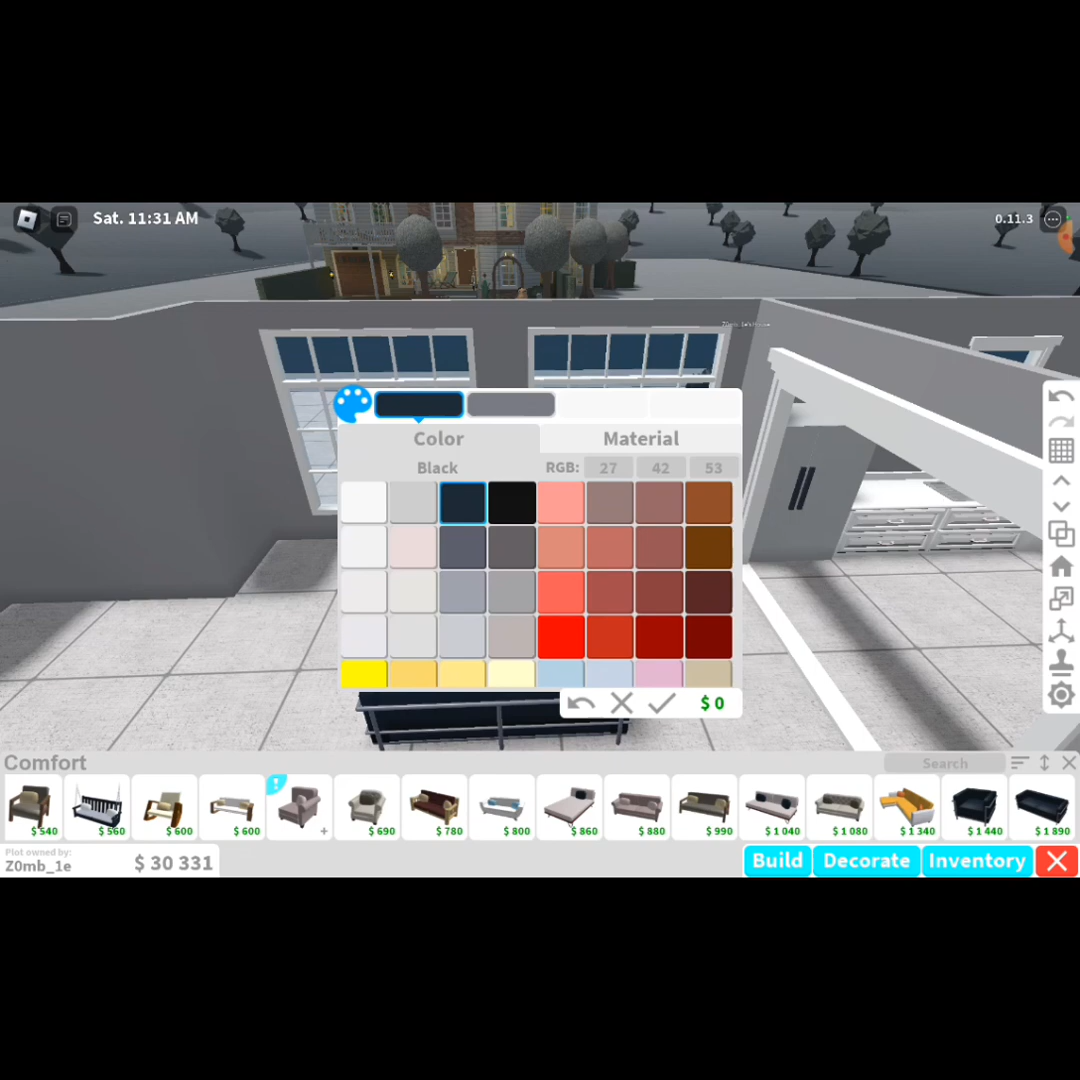 Sat. 11:31 AM
0.11.3
Color
Material
Black
RGB: 27 42 53
$ 0
Comfort
Search
$ 540
$ 560
$ 600
$ 600
$ 690
$ 780
$ 800
$ 860
$ 880
$ 990
$ 1 040
$ 1 080
$ 1 340
$ 1 440
$ 1 890
Plot owned by:
Z0mb_1e
$ 30 331
Build
Decorate
Inventory